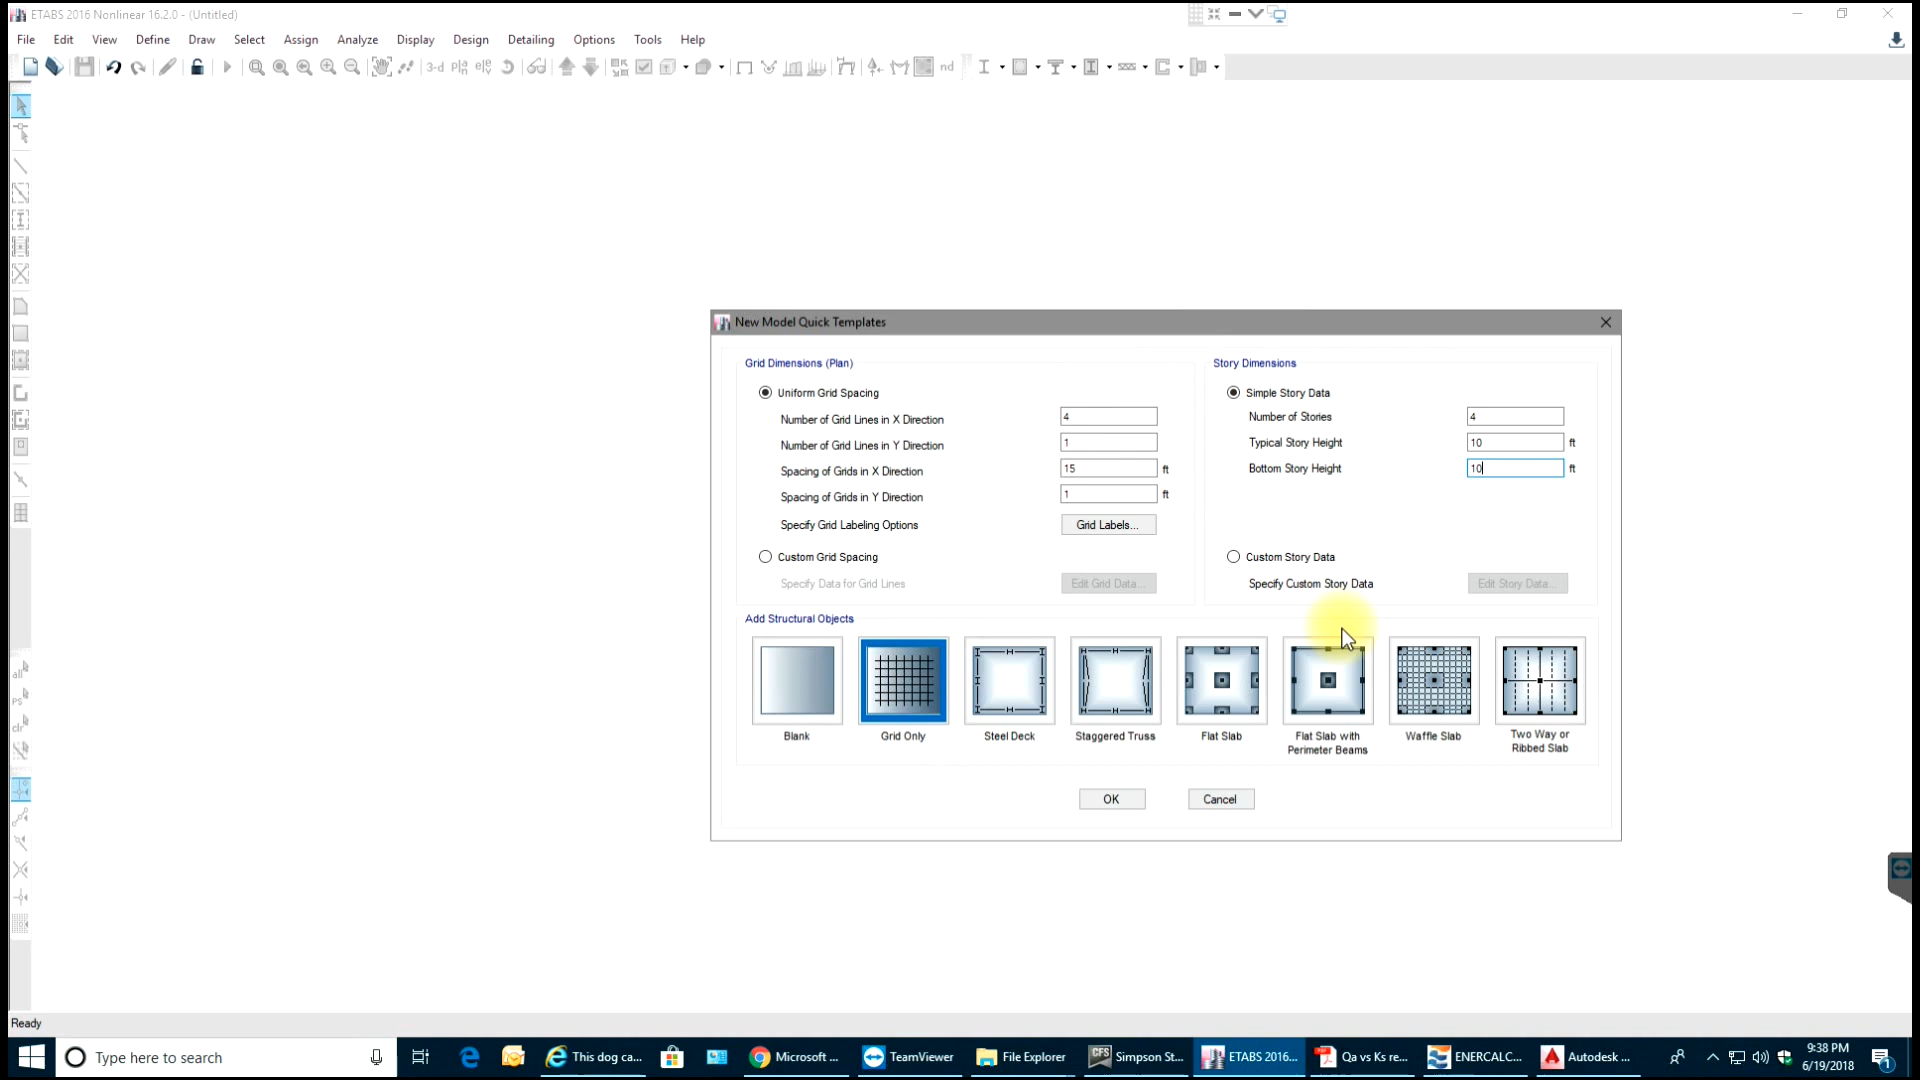 ETABS 2016 Nonlinear 16.2.0 - (Untitled)
File Edit View Define Draw Select Assign Analyze Display Design Detailing Options Tools Help
3-d nd
New Model Quick Templates
Grid Dimensions (Plan)
Uniform Grid Spacing
Number of Grid Lines in X Direction 4
Number of Grid Lines in Y Direction 1
Spacing of Grids in X Direction 15 ft
Spacing of Grids in Y Direction 1 ft
Specify Grid Labeling Options Grid Labels...
Custom Grid Spacing
Specify Data for Grid Lines Edit Grid Data...
Story Dimensions
Simple Story Data
Number of Stories 4
Typical Story Height 10 ft
Bottom Story Height 10 ft
Custom Story Data
Specify Custom Story Data Edit Story Data...
Add Structural Objects
Blank
Grid Only
Steel Deck
Staggered Truss
Flat Slab
Flat Slab with
Perimeter Beams
Waffle Slab
Two Way or
Ribbed Slab
OK Cancel
all
ps
clr
Ready
Type here to search
This dog ca...
Microsoft ...
TeamViewer
File Explorer
CFS
Simpson St...
ETABS 2016...
Qa vs Ks re...
ENERCALC...
Autodesk ...
9:38 PM
6/19/2018
1